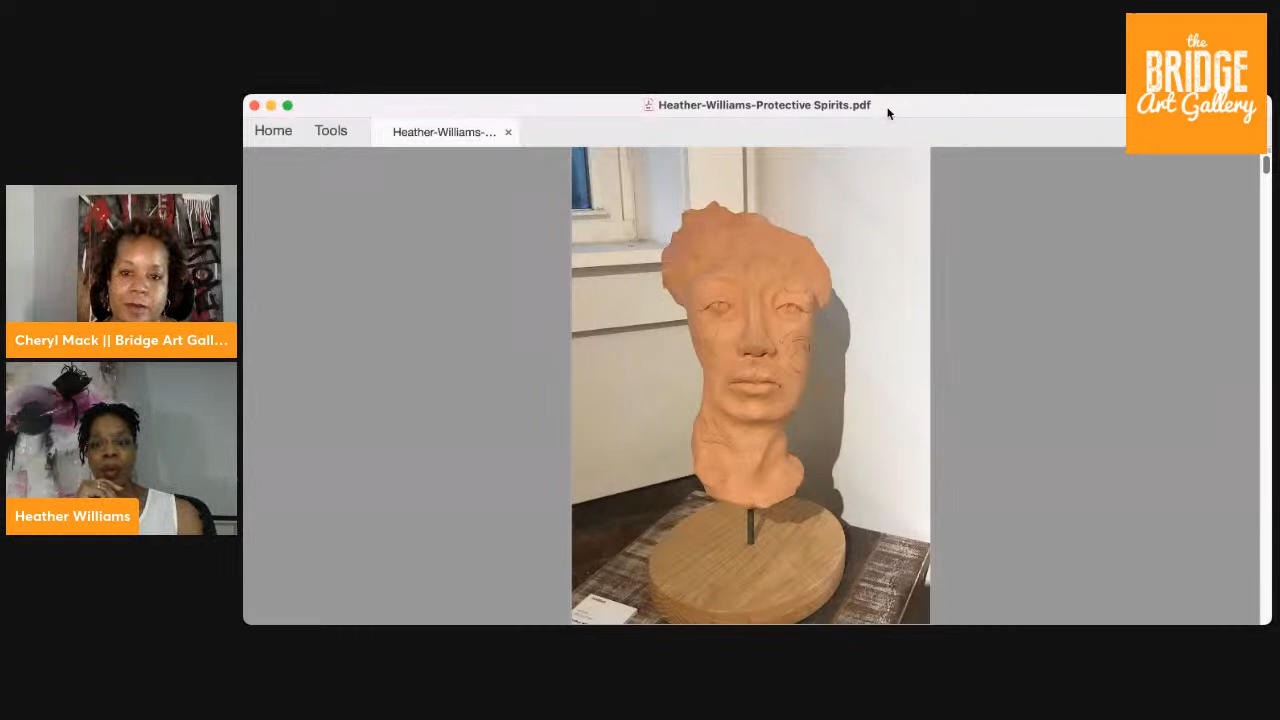 the
BRIDGE
Art Gallery
Heather-Williams-Protective Spirits.pdf
Home Tools Heather-Williams-... ×
Cheryl Mack || Bridge Art Gall...
Heather Williams